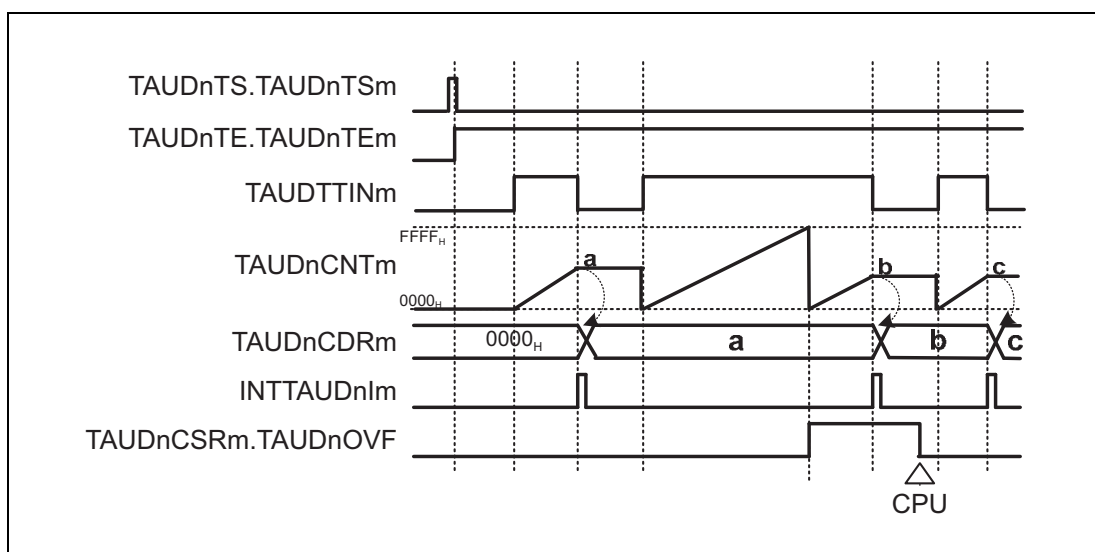 TAUDnTS.TAUDnTSm
TAUDnTE.TAUDnTEm
TAUDTTINm
FFFFH
TAUDnCNTm
a
b
c
0000H
TAUDnCDRm
0000H
a
b
c
INTTAUDnIm
TAUDnCSRm.TAUDnOVF
CPU